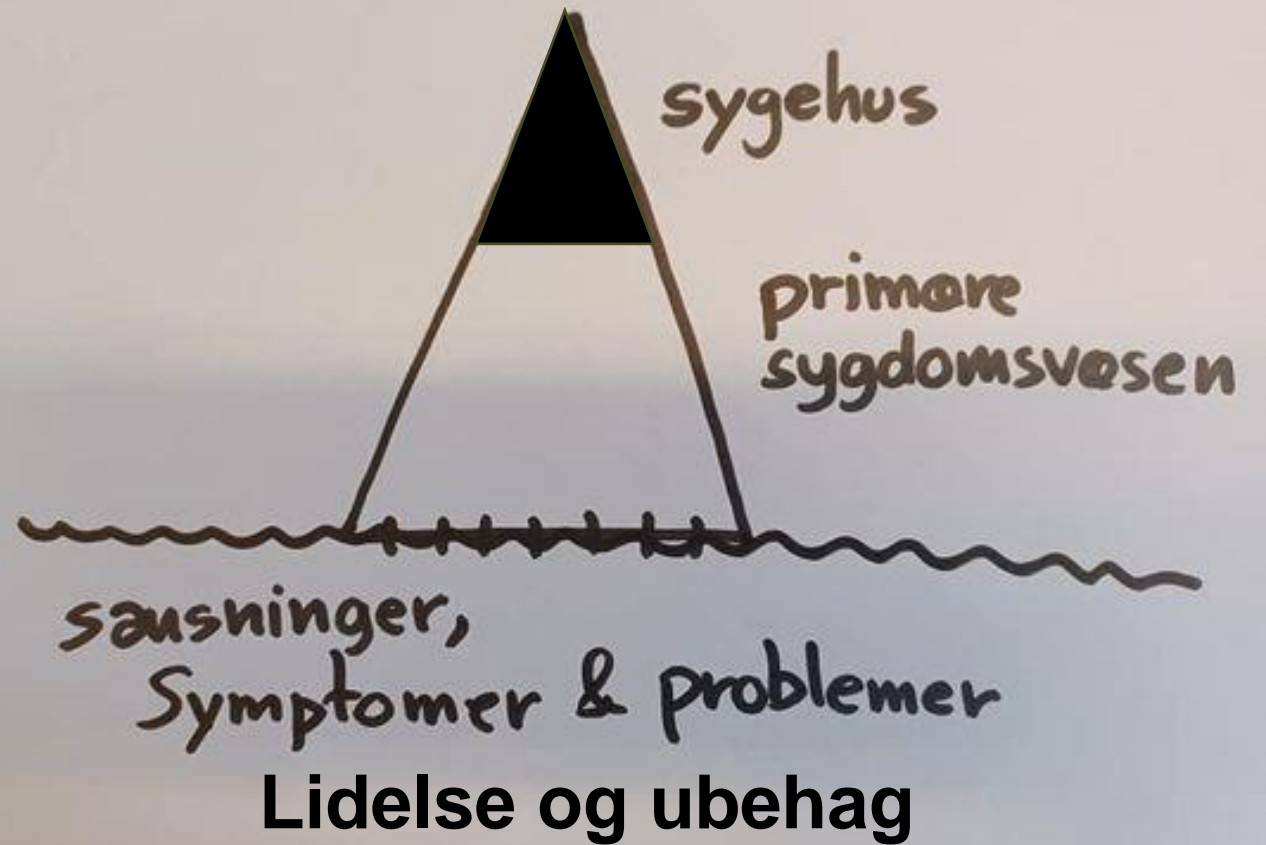 sygehus
primære
sygdomsvæsen
sansninger,
Symptomer & problemer
Lidelse og ubehag